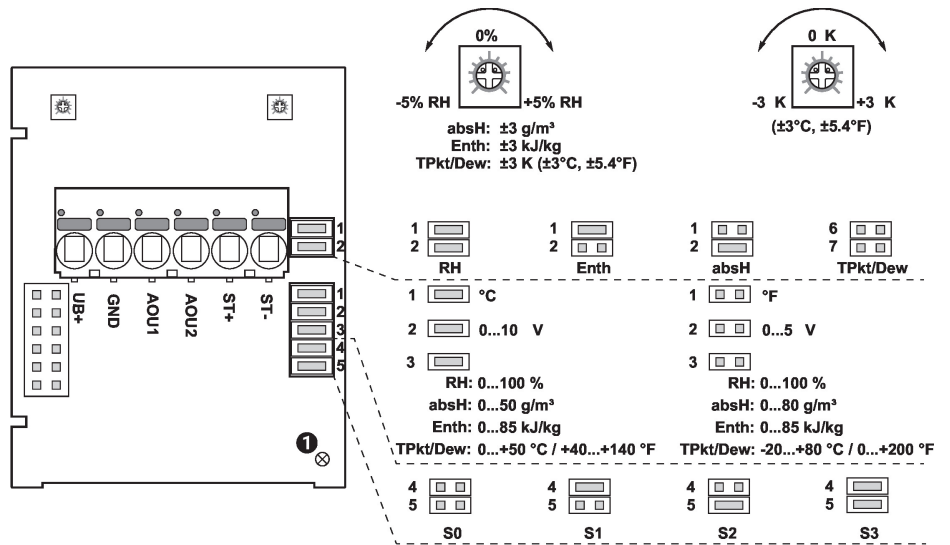 0%
-5% RH +5% RH
absH: ±3 g/m³
Enth: ±3 kJ/kg
TPkt/Dew: ±3 K (±3°C, ±5.4°F)
0 K
-3 K +3 K
(±3°C, ±5.4°F)
1
2
UB+
GND
AOU1
AOU2
ST+
ST-
1
2
3
4
5
1
1
2
RH
1
2
Enth
1
2
absH
6
7
TPkt/Dew
1 °C
2 0...10 V
3
RH: 0...100 %
absH: 0...50 g/m³
Enth: 0...85 kJ/kg
TPkt/Dew: 0...+50 °C / +40...+140 °F
1 °F
2 0...5 V
3
RH: 0...100 %
absH: 0...80 g/m³
Enth: 0...85 kJ/kg
TPkt/Dew: -20...+80 °C / 0...+200 °F
4
5
S0
4
5
S1
4
5
S2
4
5
S3